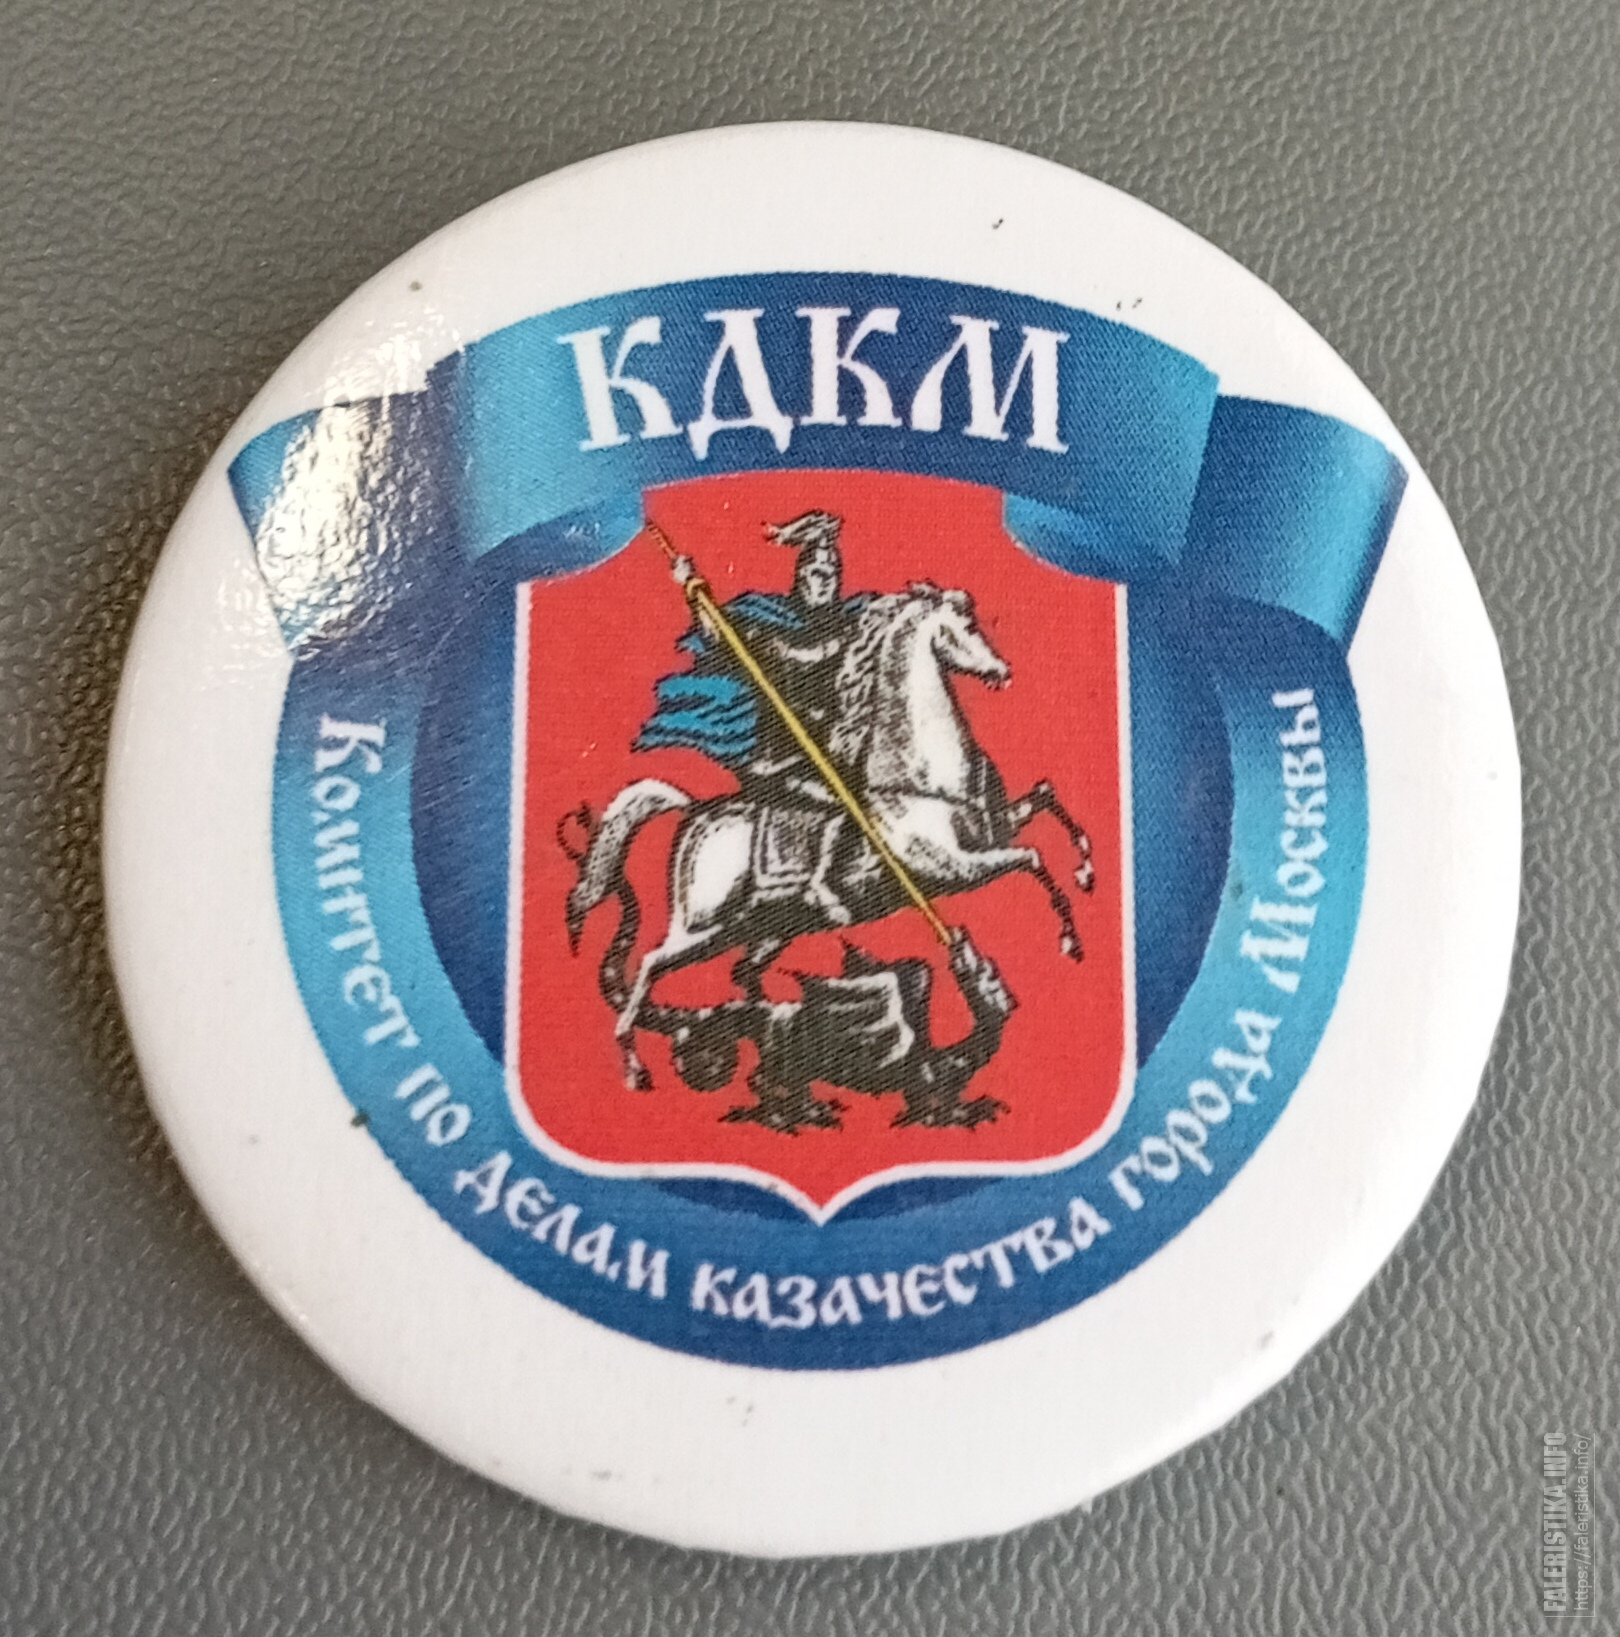 КДКМ
Комитет по делам казачества города Москвы
FALERISTIKA.INFO
https://faleristika.info/